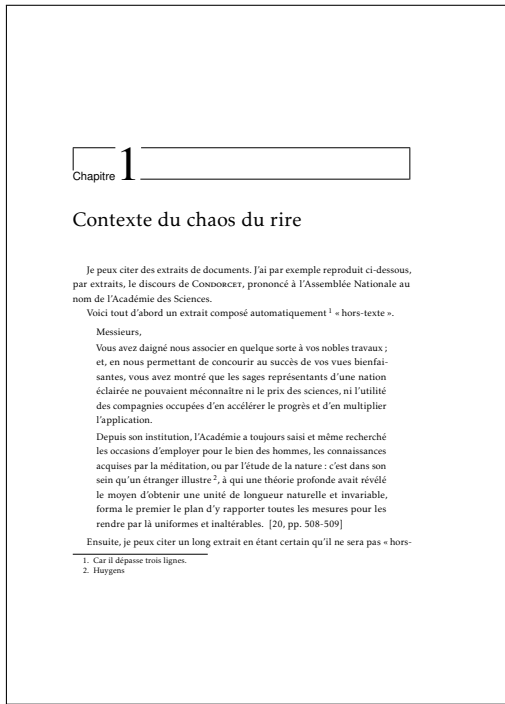 Chapitre 1
Contexte du chaos du rire
Je peux citer des extraits de documents. J’ai par exemple reproduit ci-dessous,
par extraits, le discours de Condorcet, prononcé à l’Assemblée Nationale au
nom de l’Académie des Sciences.
Voici tout d’abord un extrait composé automatiquement 1 « hors-texte ».
Messieurs,
Vous avez daigné nous associer en quelque sorte à vos nobles travaux ;
et, en nous permettant de concourir au succès de vos vues bienfai-
santes, vous avez montré que les sages représentants d’une nation
éclairée ne pouvaient méconnaître ni le prix des sciences, ni l’utilité
des compagnies occupées d’en accélérer le progrès et d’en multiplier
l’application.
Depuis son institution, l’Académie a toujours saisi et même recherché
les occasions d’employer pour le bien des hommes, les connaissances
acquises par la méditation, ou par l’étude de la nature : c’est dans son
sein qu’un étranger illustre 2, à qui une théorie profonde avait révélé
le moyen d’obtenir une unité de longueur naturelle et invariable,
forma le premier le plan d’y rapporter toutes les mesures pour les
rendre par là uniformes et inaltérables. [20, pp. 508-509]
Ensuite, je peux citer un long extrait en étant certain qu’il ne sera pas « hors-
1. Car il dépasse trois lignes.
2. Huygens